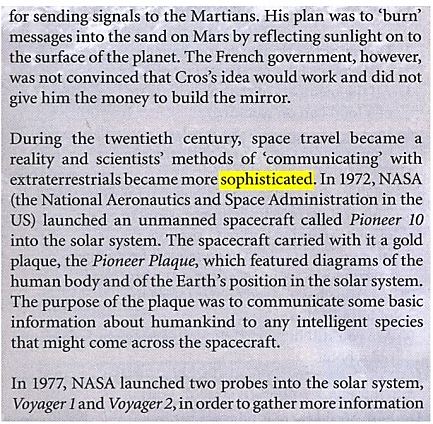 for sending signals to the Martians. His plan was to ‘burn’
messages into the sand on Mars by reflecting sunlight on to
the surface of the planet. The French government, however,
was not convinced that Cros’s idea would work and did not
give him the money to build the mirror.
During the twentieth century, space travel became a
reality and scientists’ methods of ‘communicating’ with
extraterrestrials became more sophisticated. In 1972, NASA
(the National Aeronautics and Space Administration in the
US) launched an unmanned spacecraft called Pioneer 10
into the solar system. The spacecraft carried with it a gold
plaque, the Pioneer Plaque, which featured diagrams of the
human body and of the Earth’s position in the solar system.
The purpose of the plaque was to communicate some basic
information about humankind to any intelligent species
that might come across the spacecraft.
In 1977, NASA launched two probes into the solar system,
Voyager 1 and Voyager 2, in order to gather more information